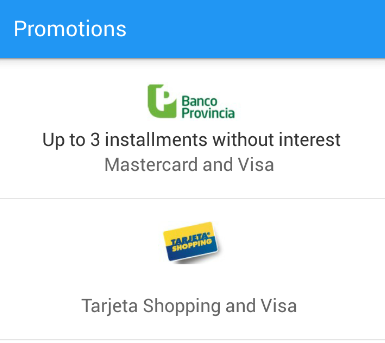 Promotions
Banco
Provincia
Up to 3 installments without interest
Mastercard and Visa
TARJETA
SHOPPING
Tarjeta Shopping and Visa